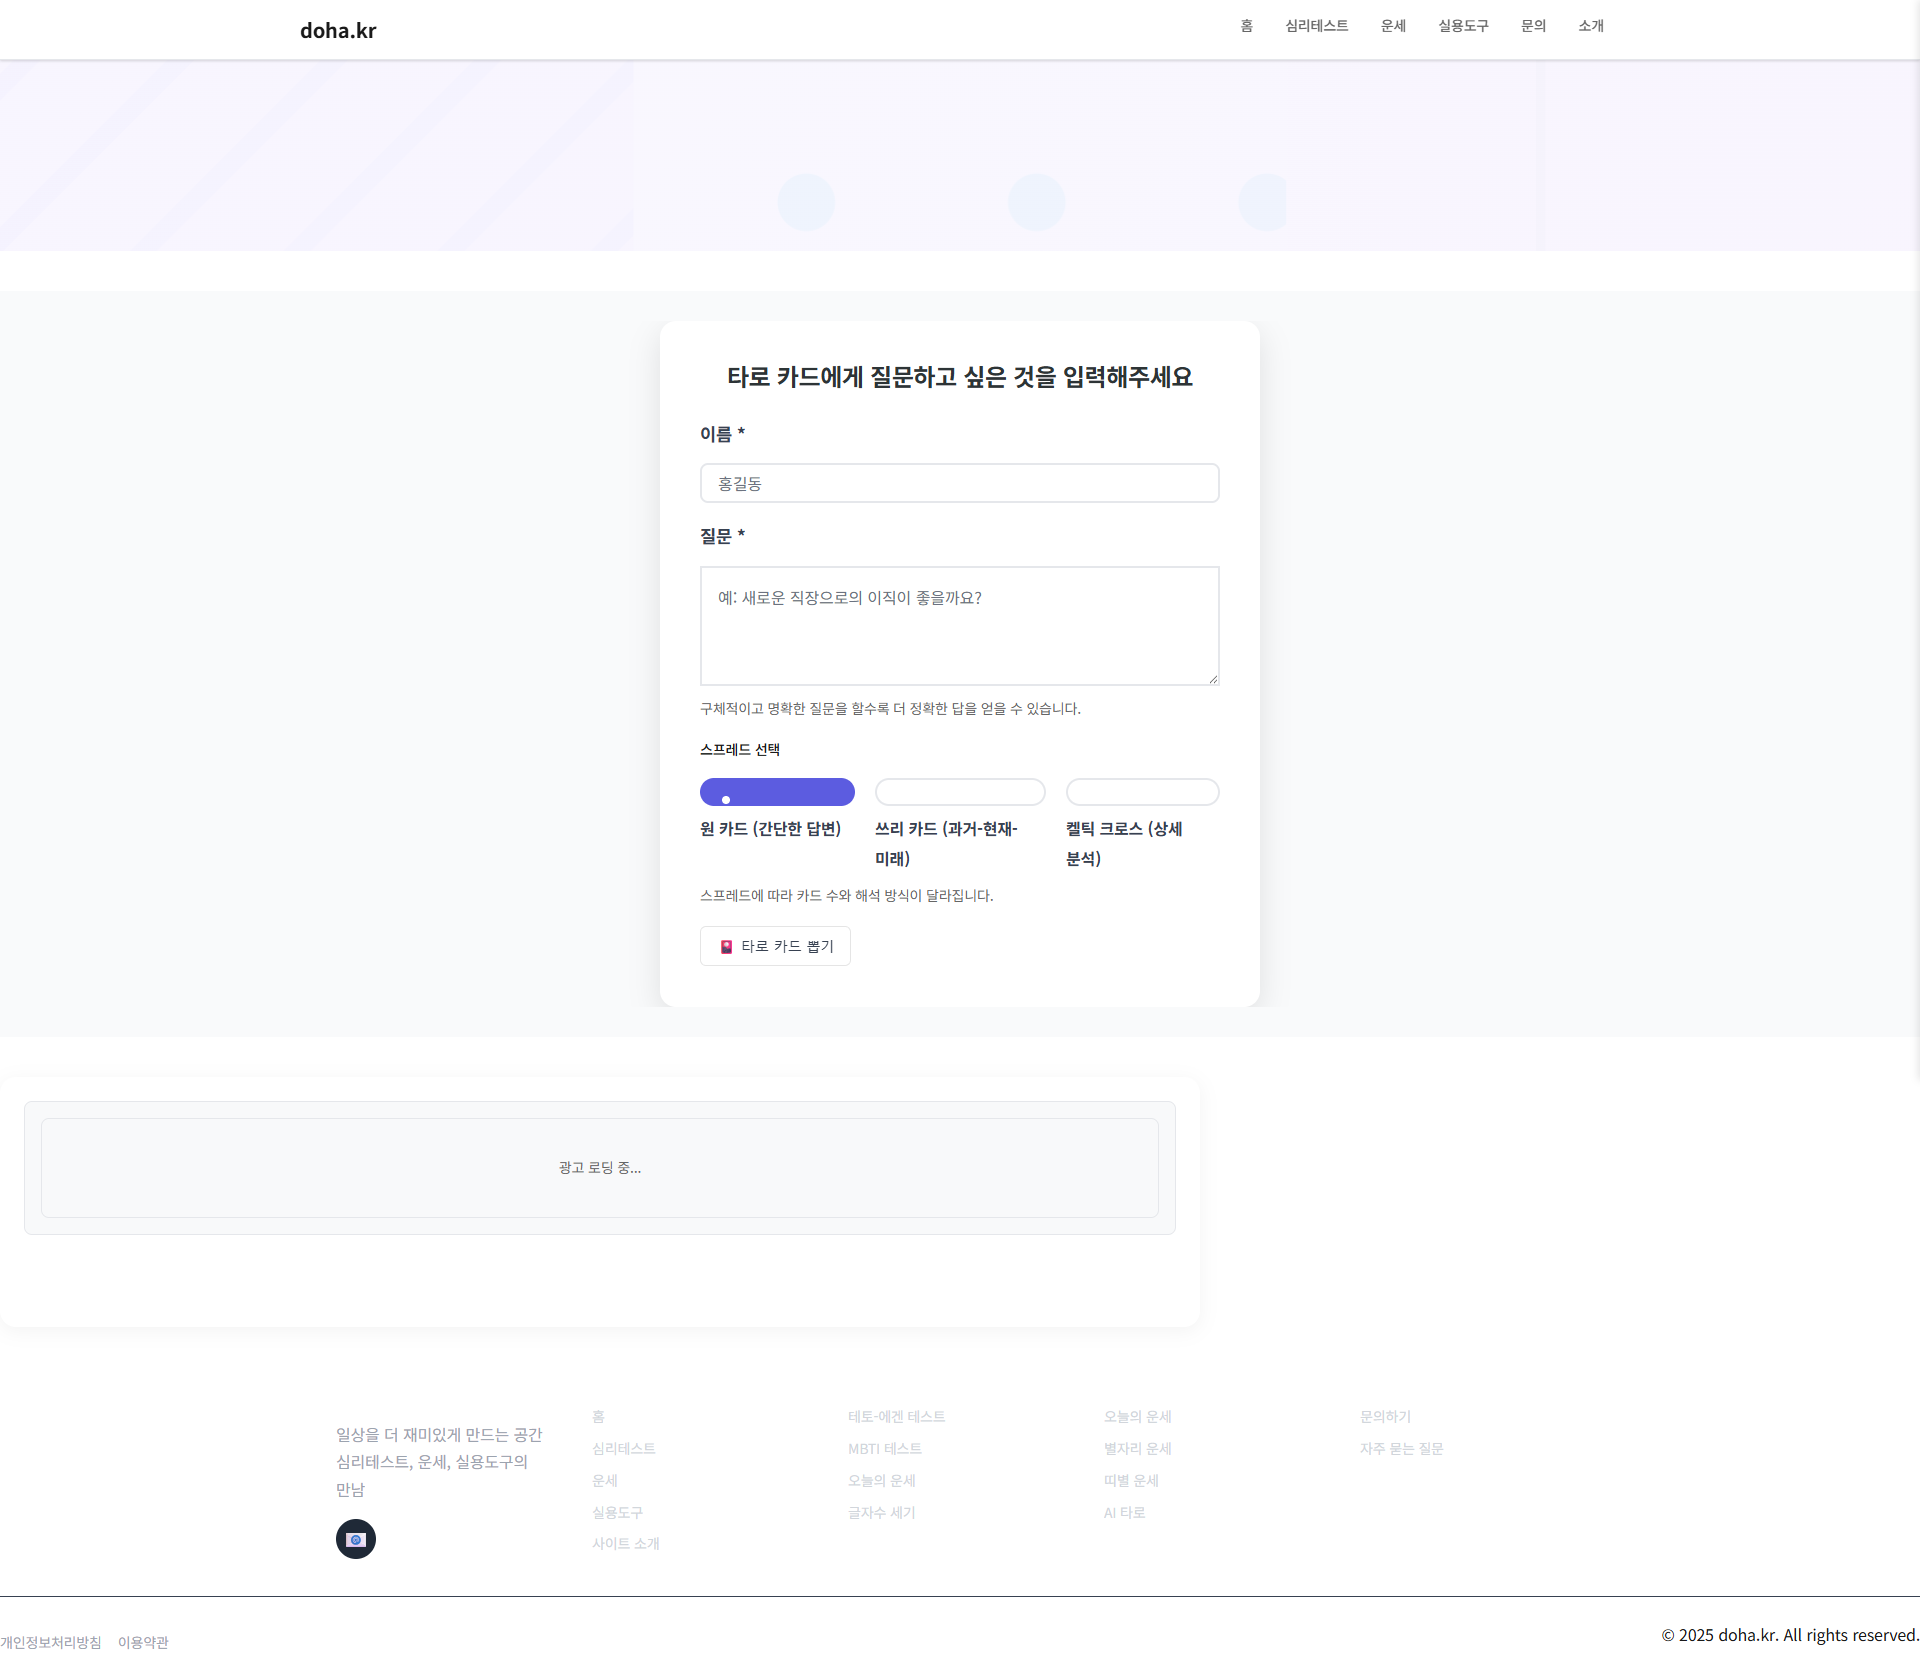 doha.kr
홈
심리테스트
운세
실용도구
문의
소개
타로 카드에게 질문하고 싶은 것을 입력해주세요
이름 *
홍길동
질문 *
예: 새로운 직장으로의 이직이 좋을까요?
구체적이고 명확한 질문을 할수록 더 정확한 답을 얻을 수 있습니다.
스프레드 선택
원 카드 (간단한 답변)
쓰리 카드 (과거-현재-
미래)
켈틱 크로스 (상세
분석)
스프레드에 따라 카드 수와 해석 방식이 달라집니다.
타로 카드 뽑기
광고 로딩 중...
일상을 더 재미있게 만드는 공간
심리테스트, 운세, 실용도구의
만남
홈
심리테스트
운세
실용도구
사이트 소개
테토-에겐 테스트
MBTI 테스트
오늘의 운세
글자수 세기
오늘의 운세
별자리 운세
띠별 운세
AI 타로
문의하기
자주 묻는 질문
개인정보처리방침
이용약관
© 2025 doha.kr. All rights reserved.